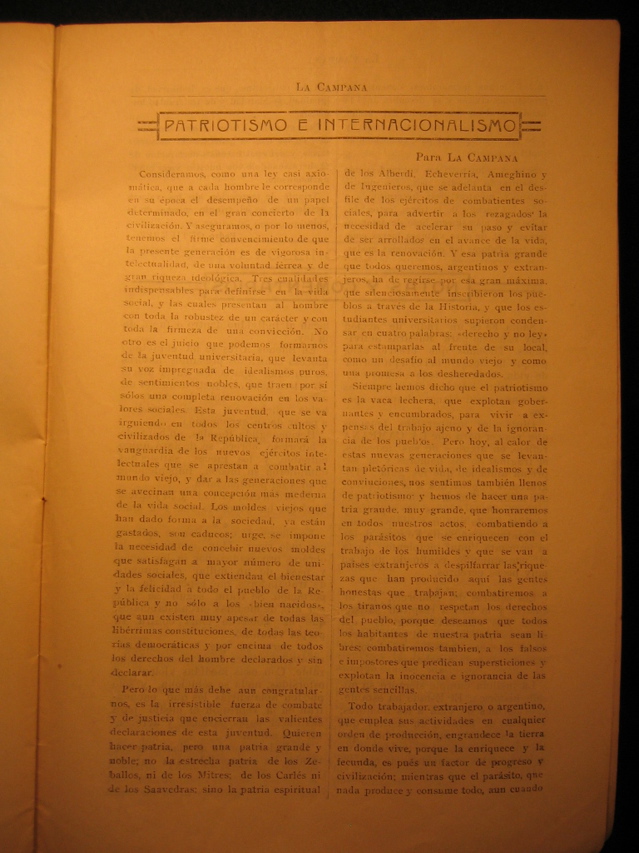 LA CAMPANA
PATRIOTISMO E INTERNACIONALISMO
Para LA CAMPANA
Consideramos, como una ley casi axio-
mática, que a cada hombre le corresponde
en su época el desempeño de un papel
determinado, en el gran concierto de la
civilización. Y aseguramos, o por lo menos,
tenemos el firme convencimiento de que
la presente generación es de vigorosa in-
telectualidad, de una voluntad férrea y de
gran riqueza ideológica. Tres cualidades
indispensables para definirse en la vida
social, y las cuales presentan al hombre
con toda la robustez de un carácter y con
toda la firmeza de una convicción. No
otro es el juicio que podemos formarnos
de la juventud universitaria, que levanta
su voz impregnada de idealismos puros,
de sentimientos nobles, que traen por si
sólos una completa renovación en los va-
lores sociales. Esta juventud, que se va
irguiendo en todos los centros cultos y
civilizados de la República, formará la
vanguardia de los nuevos ejércitos inte-
lectuales que se aprestan a combatir al
mundo viejo, y dar a las generaciones que
se avecinan una concepción más moderna
de la vida social. Los moldes viejos que
han dado forma a la sociedad, ya están
gastados, son caducos; urge, se impone
la necesidad de concebir nuevos moldes
que satisfagan a mayor número de uni-
dades sociales, que extiendan el bienestar
y la felicidad a todo el pueblo de la Re-
pública y no sólo a los «bien nacidos»,
que aun existen muy apesar de todas las
libérrimas constituciones, de todas las teo-
rías democráticas y por encima de todos
los derechos del hombre declarados y sin
declarar.
Pero lo que más debe aun congratular-
nos, es la irresistible fuerza de combate
y de justicia que encierran las valientes
declaraciones de esta juventud. Quieren
hacer patria, pero una patria grande y
noble; no la estrecha patria de los Ze-
balles, ni de los Mitres; de los Carlés ni
de los Saavedras; sino la patria espiritual
de los Alberdi, Echeverría, Ameghino y
de Ingenieros, que se adelanta en el des-
file de los ejércitos de combatientes so-
ciales, para advertir a los rezagados la
necesidad de acelerar su paso y evitar
de ser arrollados en el avance de la vida,
que es la renovación. Y esa patria grande
que todos queremos, argentinos y extran-
jeros, ha de regirse por esa gran máxima,
que silenciosamente inscribieron los pue-
blos a través de la Historia, y que los es-
tudiantes universitarios supieron conden-
sar en cuatro palabras: «derecho y no ley»
para estamparlas al frente de su local,
como un desafío al mundo viejo y como
una promesa a los desheredados.
Siempre hemos dicho que el patriotismo
es la vaca lechera, que explotan gober-
nantes y encumbrados, para vivir a ex-
pensas del trabajo ajeno y de la ignoran-
cia de los pueblos. Pero hoy, al calor de
estas nuevas generaciones que se levan-
tan pletóricas de vida, de idealismos y de
convicciones, nos sentimos también llenos
de patriotismo y hemos de hacer una pa-
tria grande, muy grande, que honraremos
en todos nuestros actos, combatiendo a
los parásitos que se enriquecen con el
trabajo de los humildes y que se van a
países extranjeros a despilfarrar las rique-
zas que han producido aquí las gentes
honestas que trabajan; combatiremos a
los tiranos que no respetan los derechos
del pueblo, porque deseamos que todos
los habitantes de nuestra patria sean li-
bres; combatiremos tambien, a los falsos
e impostores que predican supersticiones y
explotan la inocencia e ignorancia de las
gentes sencillas.
Todo trabajador, extranjero o argentino,
que emplea sus actividades en cualquier
orden de producción, engrandece la tierra
en donde vive, porque la enriquece y la
fecunda, es pués un factor de progreso y
civilización; mientras que el parásito, que
nada produce y consume todo, aun cuando